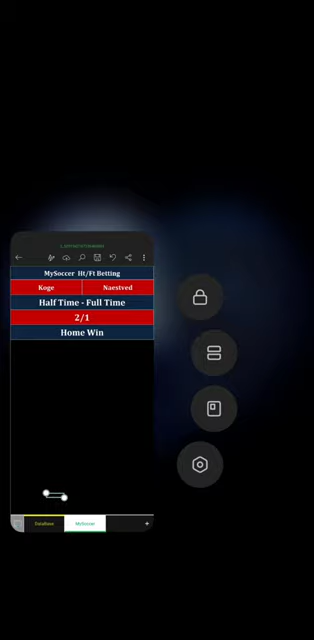 MySoccer Ht/Ft Betting
Koge Naestved
Half Time - Full Time
2/1
Home Win
DataBase MySoccer +